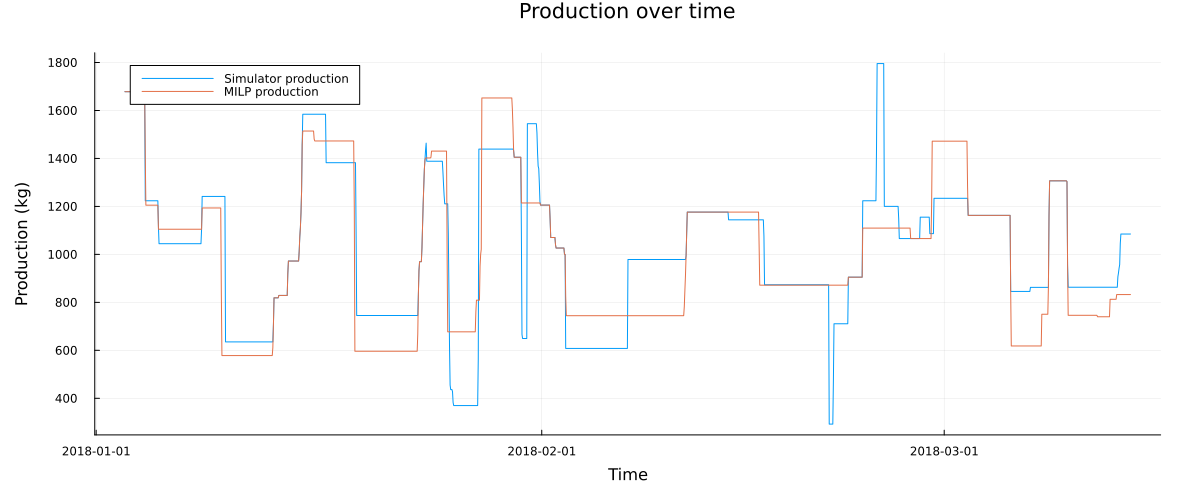 Production over time
Simulator production
MILP production
Production (kg)
1800
1600
1400
1200
1000
800
600
400
2018-01-01
2018-02-01
2018-03-01
Time